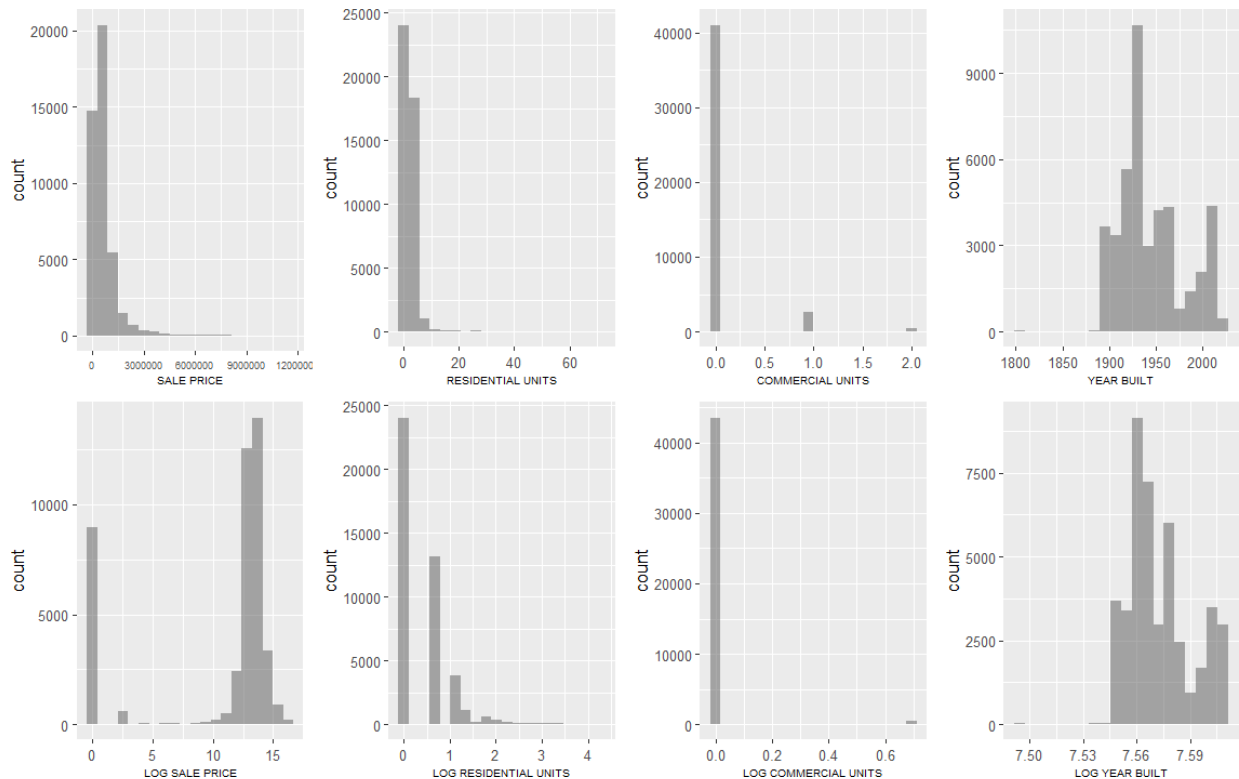 count
20000
15000
10000
5000
0
0 3000000 6000000 9000000 1200000
SALE PRICE
count
25000
20000
15000
10000
5000
0
0 20 40 60
RESIDENTIAL UNITS
count
40000
30000
20000
10000
0
0.0 0.5 1.0 1.5 2.0
COMMERCIAL UNITS
count
9000
6000
3000
0
1800 1850 1900 1950 2000
YEAR BUILT
count
10000
5000
0
0 5 10 15
LOG SALE PRICE
count
25000
20000
15000
10000
5000
0
0 1 2 3 4
LOG RESIDENTIAL UNITS
count
40000
30000
20000
10000
0
0.0 0.2 0.4 0.6
LOG COMMERCIAL UNITS
count
7500
5000
2500
0
7.50 7.53 7.56 7.59
LOG YEAR BUILT